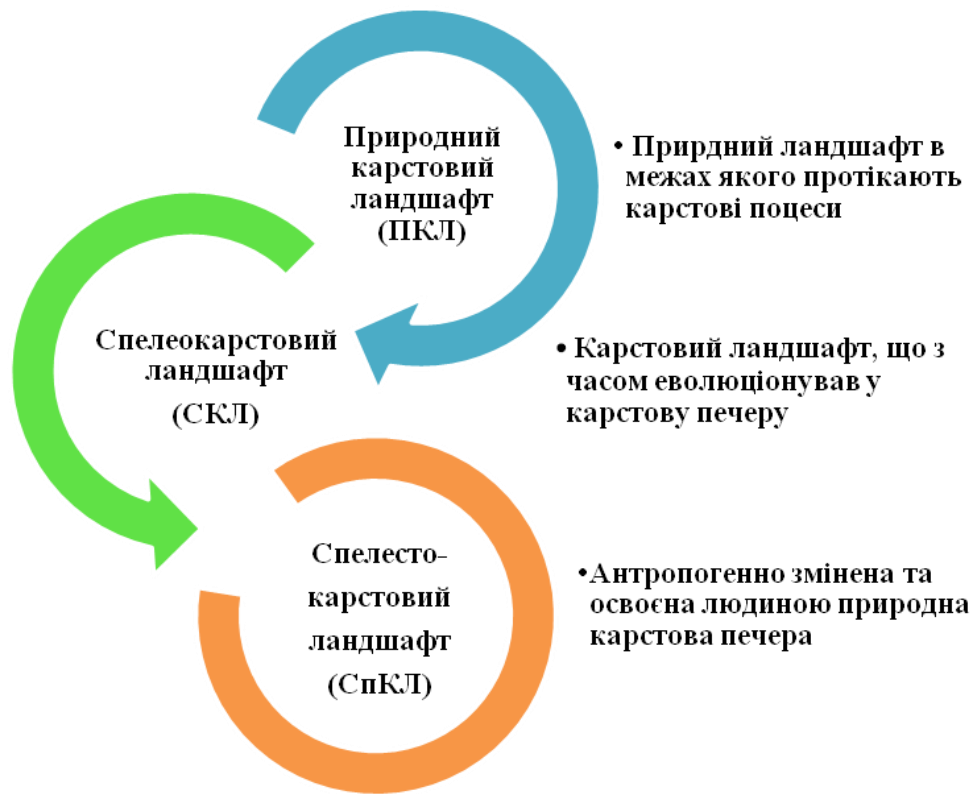 Природний
карстовий
ландшафт
(ПКЛ)
• Прирдний ландшафт в
межах якого протікають
карстові поцеси
Спелеокарстовий
ландшафт
(СКЛ)
• Карстовий ландшафт, що з
часом еволюціонував у
карстову печеру
Спелесто-
карстовий
ландшафт
(СпКЛ)
•Антропогенно змінена та
освоєна людиною природна
карстова печера